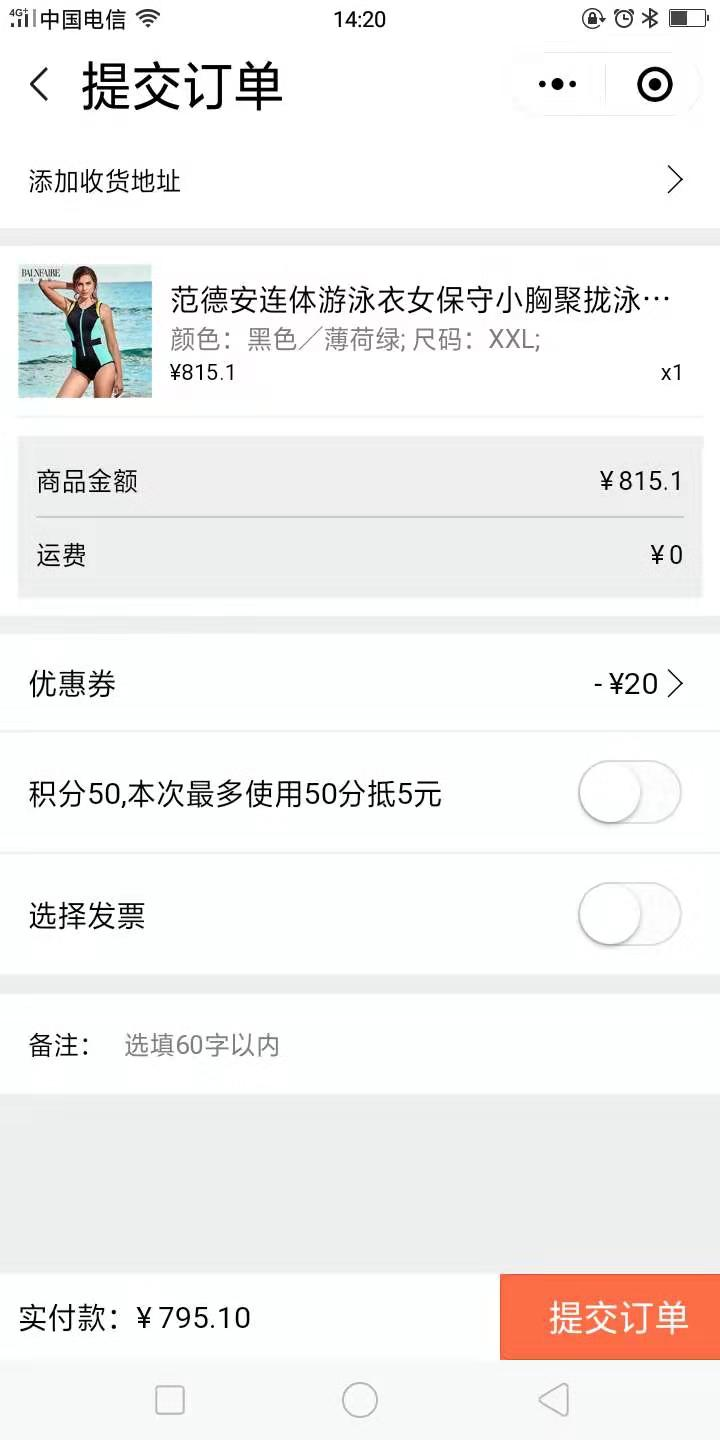 4G+ 中国电信 14:20
提交订单
添加收货地址
BALNEAIRE
范德安连体游泳衣女保守小胸聚拢泳…
颜色：黑色／薄荷绿; 尺码：XXL;
¥815.1 x1
商品金额 ¥815.1
运费 ¥0
优惠券 - ¥20
积分50,本次最多使用50分抵5元
选择发票
备注： 选填60字以内
实付款：¥795.10 提交订单